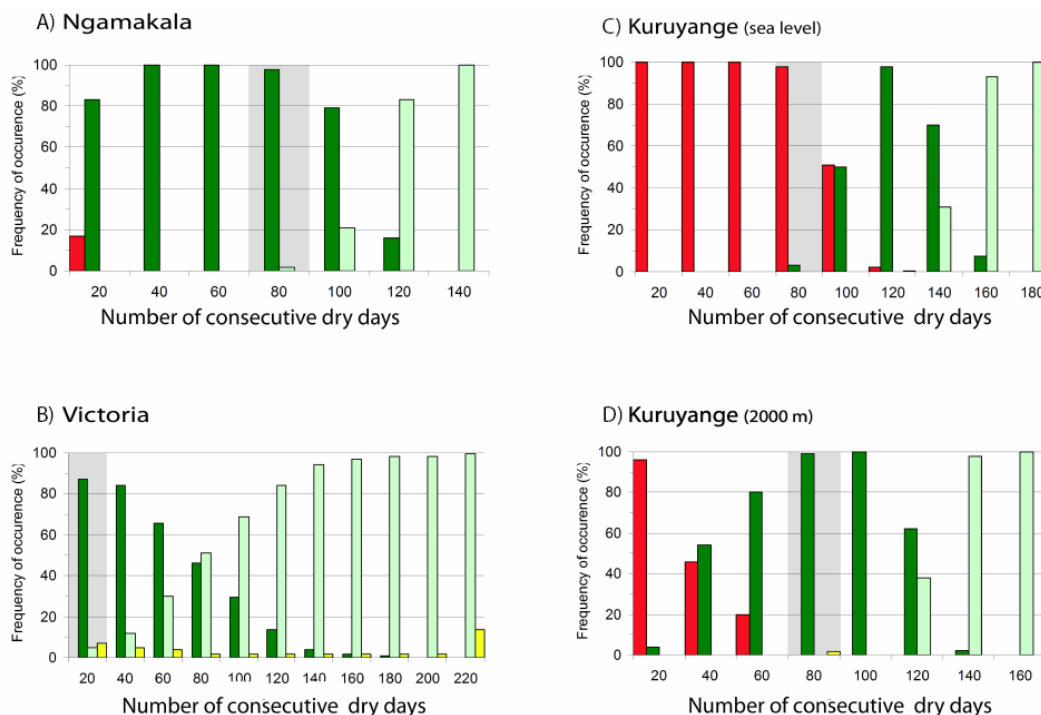 A) Ngamakala
Frequency of occurence (%)
100
80
60
40
20
0
20 40 60 80 100 120 140
Number of consecutive dry days
C) Kuruyange (sea level)
Frequency of occurence (%)
100
80
60
40
20
0
20 40 60 80 100 120 140 160 180
Number of consecutive dry days
B) Victoria
Frequency of occurence (%)
100
80
60
40
20
0
20 40 60 80 100 120 140 160 180 200 220
Number of consecutive dry days
D) Kuruyange (2000 m)
Frequency of occurence (%)
100
80
60
40
20
0
20 40 60 80 100 120 140 160
Number of consecutive dry days